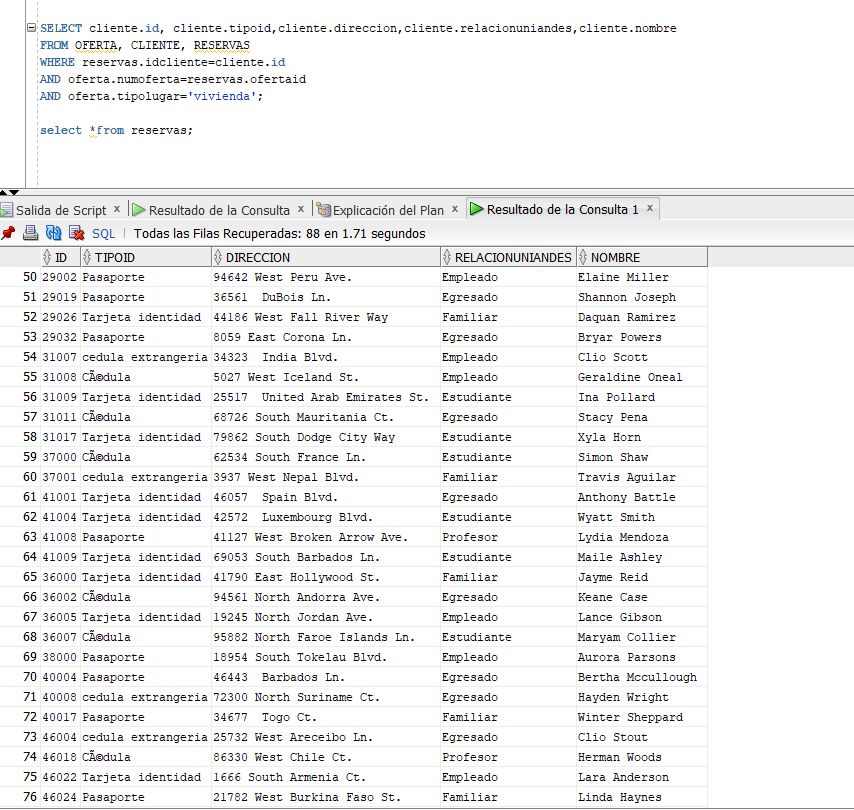 SELECT cliente.id, cliente.tipoid,cliente.direccion,cliente.relacionuniandes,cliente.nombre
FROM OFERTA, CLIENTE, RESERVAS
WHERE reservas.idcliente=cliente.id
AND oferta.numoferta=reservas.ofertaid
AND oferta.tipolugar='vivienda';
select *from reservas;
Salida de Script x Resultado de la Consulta x Explicación del Plan x Resultado de la Consulta 1 x
SQL | Todas las Filas Recuperadas: 88 en 1.71 segundos
ID TIPOID DIRECCION RELACIONUNIANDES NOMBRE
50 29002 Pasaporte 94642 West Peru Ave. Empleado Elaine Miller
51 29019 Pasaporte 36561  DuBois Ln. Egresado Shannon Joseph
52 29026 Tarjeta identidad 44186 West Fall River Way Familiar Daquan Ramirez
53 29032 Pasaporte 8059 East Corona Ln. Egresado Bryar Powers
54 31007 cedula extrangeria 34323  India Blvd. Empleado Clio Scott
55 31008 CÃ©dula 5027 West Iceland St. Empleado Geraldine Oneal
56 31009 Tarjeta identidad 25517  United Arab Emirates St. Estudiante Ina Pollard
57 31011 CÃ©dula 68726 South Mauritania Ct. Egresado Stacy Pena
58 31017 Tarjeta identidad 79862 South Dodge City Way Estudiante Xyla Horn
59 37000 CÃ©dula 62534 South France Ln. Estudiante Simon Shaw
60 37001 cedula extrangeria 3937 West Nepal Blvd. Familiar Travis Aguilar
61 41001 Tarjeta identidad 46057  Spain Blvd. Egresado Anthony Battle
62 41004 Tarjeta identidad 42572  Luxembourg Blvd. Estudiante Wyatt Smith
63 41008 Pasaporte 41127 West Broken Arrow Ave. Profesor Lydia Mendoza
64 41009 Tarjeta identidad 69053 South Barbados Ln. Estudiante Maile Ashley
65 36000 Tarjeta identidad 41790 East Hollywood St. Familiar Jayme Reid
66 36002 CÃ©dula 94561 North Andorra Ave. Egresado Keane Case
67 36005 Tarjeta identidad 19245 North Jordan Ave. Empleado Lance Gibson
68 36007 CÃ©dula 95882 North Faroe Islands Ln. Estudiante Maryam Collier
69 38000 Pasaporte 18954 South Tokelau Blvd. Empleado Aurora Parsons
70 40004 Pasaporte 46443  Barbados Ln. Egresado Bertha Mccullough
71 40008 cedula extrangeria 72300 North Suriname Ct. Egresado Hayden Wright
72 40017 Pasaporte 34677  Togo Ct. Familiar Winter Sheppard
73 46004 cedula extrangeria 25732 West Areceibo Ln. Egresado Clio Stout
74 46018 CÃ©dula 86330 West Chile Ct. Profesor Herman Woods
75 46022 Tarjeta identidad 1666 South Armenia Ct. Empleado Lara Anderson
76 46024 Pasaporte 21782 West Burkina Faso St. Familiar Linda Haynes